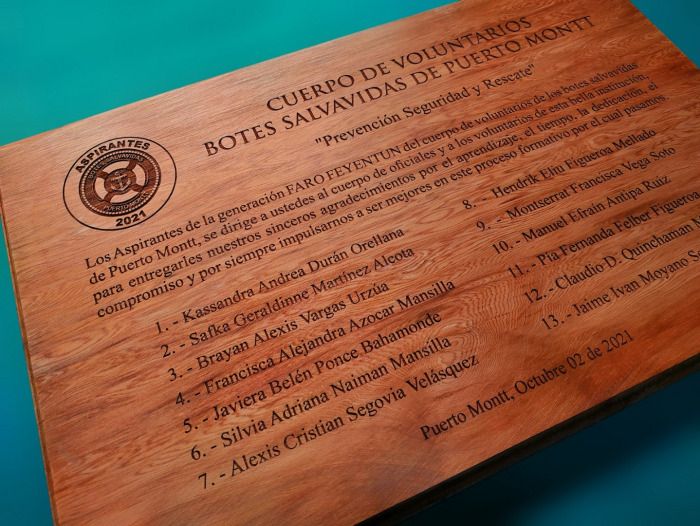 CUERPO DE VOLUNTARIOS
BOTES SALVAVIDAS DE PUERTO MONTT
"Prevención Seguridad y Rescate"
ASPIRANTES
BOTES SALVAVIDAS
2021
Los Aspirantes de la generación FARO FEYENTUN del cuerpo de voluntarios de los botes salvavidas
de Puerto Montt, se dirige a ustedes al cuerpo de oficiales y a los voluntarios de esta bella institución,
para entregarles nuestros sinceros agradecimientos por el aprendizaje, el tiempo, la dedicación, el
compromiso y por siempre impulsarnos a ser mejores en este proceso formativo por el cual pasamos.
1. - Kassandra Andrea Durán Orellana
2. - Safka Geraldinne Martínez Alcota
3. - Brayan Alexis Vargas Urzúa
4. - Francisca Alejandra Azocar Mansilla
5. - Javiera Belén Ponce Bahamonde
6. - Silvia Adriana Naiman Mansilla
7. - Alexis Cristian Segovia Velásquez
8. - Hendrik Elm Figueroa Mellado
9. - Montserrat Francisca Vega Soto
10. - Manuel Efraín Antipa Ruiz
11. - Pía Fernanda Felber Figueroa
12. - Claudio D. Quinchaman
13. - Jaime Ivan Moyano
Puerto Montt, Octubre 02 de 2021